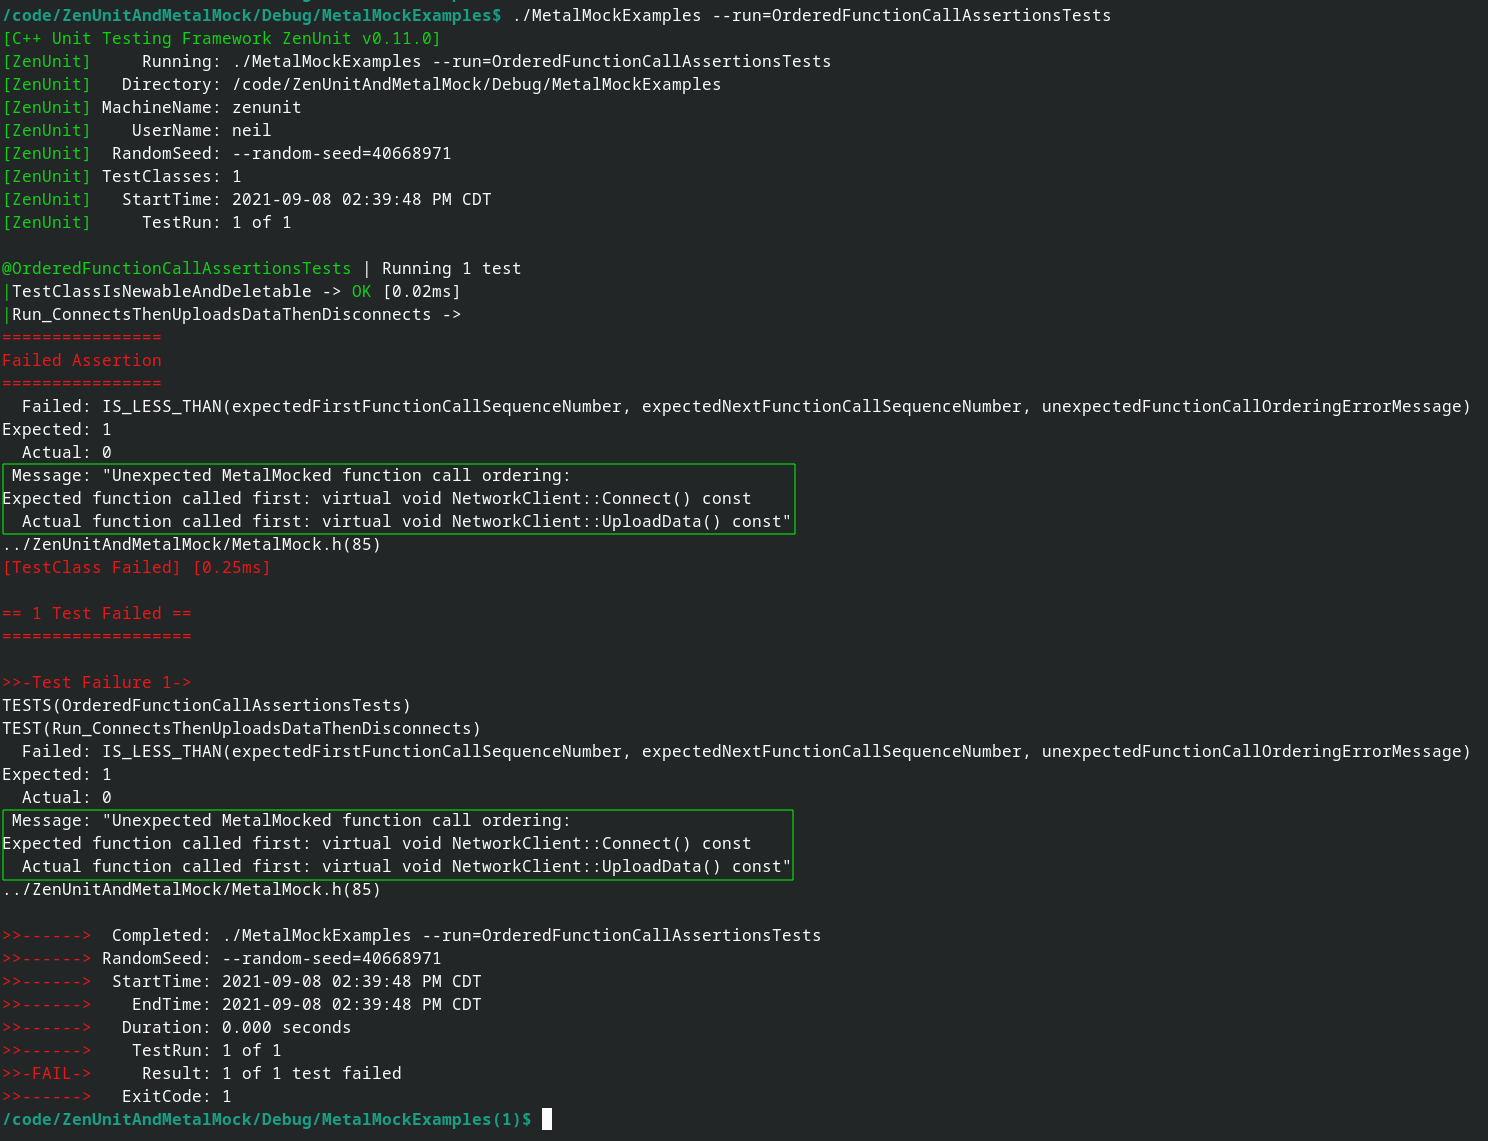 /code/ZenUnitAndMetalMock/Debug/MetalMockExamples$ ./MetalMockExamples --run=OrderedFunctionCallAssertionsTests
[C++ Unit Testing Framework ZenUnit v0.11.0]
[ZenUnit]     Running: ./MetalMockExamples --run=OrderedFunctionCallAssertionsTests
[ZenUnit]   Directory: /code/ZenUnitAndMetalMock/Debug/MetalMockExamples
[ZenUnit] MachineName: zenunit
[ZenUnit]    UserName: neil
[ZenUnit]  RandomSeed: --random-seed=40668971
[ZenUnit] TestClasses: 1
[ZenUnit]   StartTime: 2021-09-08 02:39:48 PM CDT
[ZenUnit]     TestRun: 1 of 1
@OrderedFunctionCallAssertionsTests | Running 1 test
|TestClassIsNewableAndDeletable -> OK [0.02ms]
|Run_ConnectsThenUploadsDataThenDisconnects ->
================
Failed Assertion
================
  Failed: IS_LESS_THAN(expectedFirstFunctionCallSequenceNumber, expectedNextFunctionCallSequenceNumber, unexpectedFunctionCallOrderingErrorMessage)
Expected: 1
  Actual: 0
 Message: "Unexpected MetalMocked function call ordering:
Expected function called first: virtual void NetworkClient::Connect() const
  Actual function called first: virtual void NetworkClient::UploadData() const"
../ZenUnitAndMetalMock/MetalMock.h(85)
[TestClass Failed] [0.25ms]
== 1 Test Failed ==
===================
>>-Test Failure 1->
TESTS(OrderedFunctionCallAssertionsTests)
TEST(Run_ConnectsThenUploadsDataThenDisconnects)
  Failed: IS_LESS_THAN(expectedFirstFunctionCallSequenceNumber, expectedNextFunctionCallSequenceNumber, unexpectedFunctionCallOrderingErrorMessage)
Expected: 1
  Actual: 0
 Message: "Unexpected MetalMocked function call ordering:
Expected function called first: virtual void NetworkClient::Connect() const
  Actual function called first: virtual void NetworkClient::UploadData() const"
../ZenUnitAndMetalMock/MetalMock.h(85)
>>------>  Completed: ./MetalMockExamples --run=OrderedFunctionCallAssertionsTests
>>------> RandomSeed: --random-seed=40668971
>>------>  StartTime: 2021-09-08 02:39:48 PM CDT
>>------>    EndTime: 2021-09-08 02:39:48 PM CDT
>>------>   Duration: 0.000 seconds
>>------>    TestRun: 1 of 1
>>-FAIL->     Result: 1 of 1 test failed
>>------>   ExitCode: 1
/code/ZenUnitAndMetalMock/Debug/MetalMockExamples(1)$